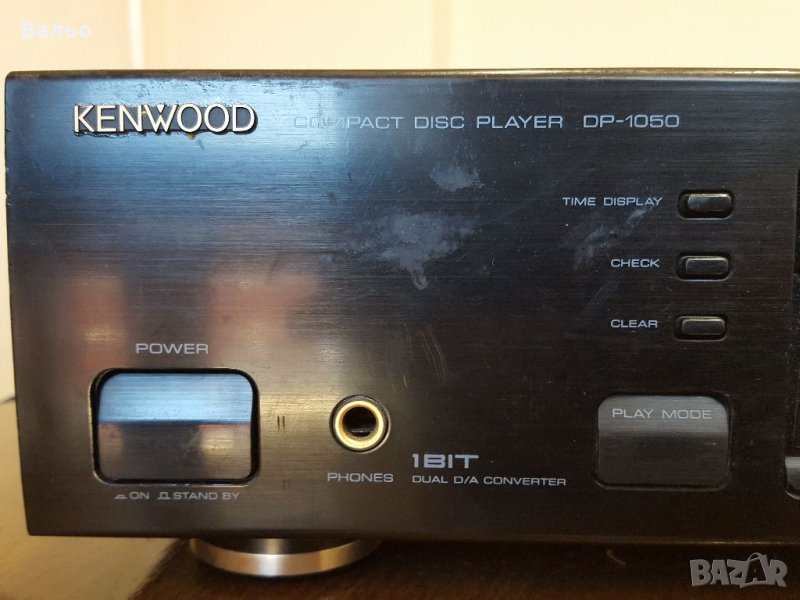 Вальо
KENWOOD COMPACT DISC PLAYER DP-1050
TIME DISPLAY
CHECK
CLEAR
POWER
PLAY MODE
1BIT
PHONES DUAL D/A CONVERTER
ON STAND BY
BAZAR